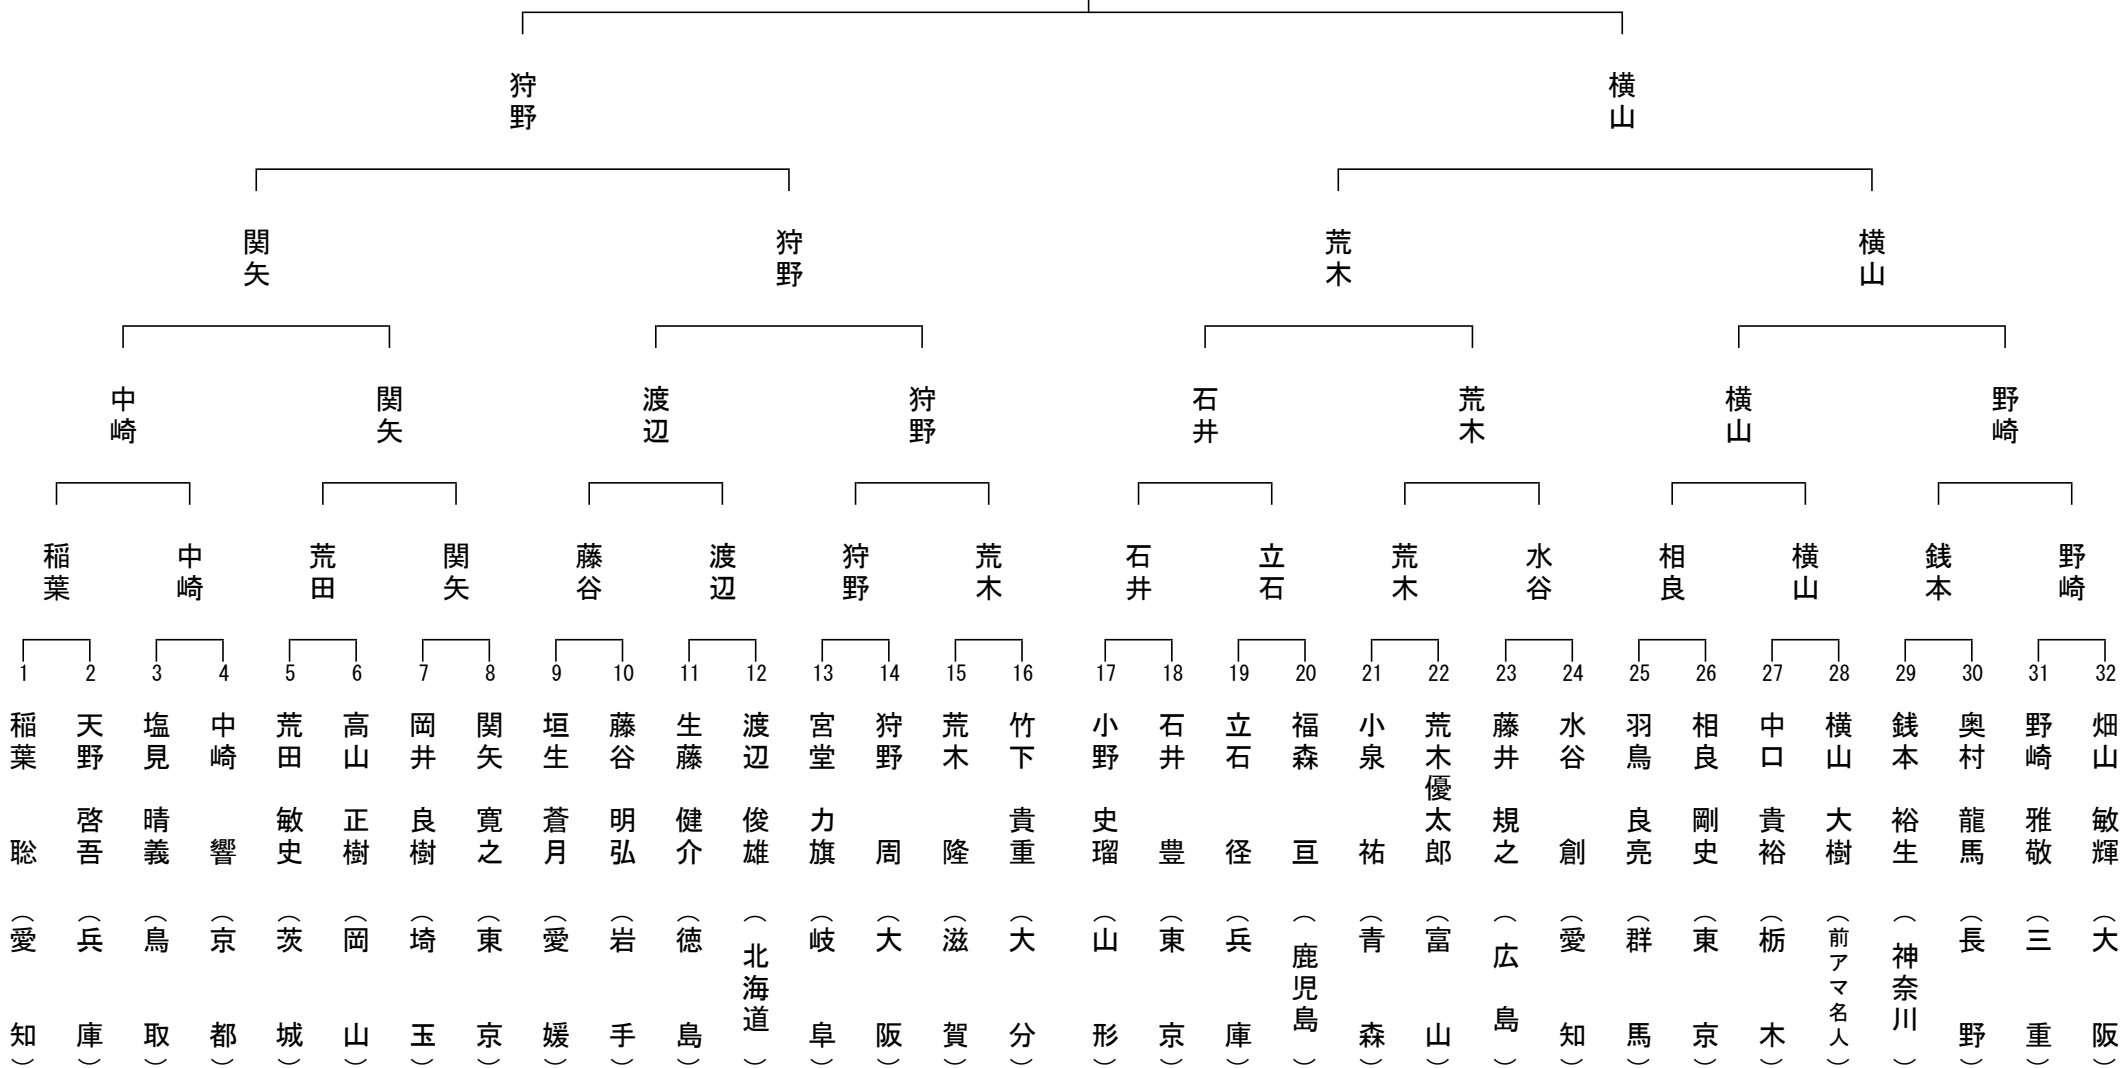 狩野
横山
関矢
狩野
荒木
横山
中崎
関矢
渡辺
狩野
石井
荒木
横山
野崎
稲葉
中崎
荒田
関矢
藤谷
渡辺
狩野
荒木
石井
立石
荒木
水谷
相良
横山
銭本
野崎
1 稲葉 聡 (愛知)
2 天野 啓吾 (兵庫)
3 塩見 晴義 (鳥取)
4 中崎 響 (京都)
5 荒田 敏史 (茨城)
6 高山 正樹 (岡山)
7 岡井 良樹 (埼玉)
8 関矢 寛之 (東京)
9 垣生 蒼月 (愛媛)
10 藤谷 明弘 (岩手)
11 生藤 健介 (徳島)
12 渡辺 俊雄 (北海道)
13 宮堂 力旗 (岐阜)
14 狩野 周 (大阪)
15 荒木 隆 (滋賀)
16 竹下 貴重 (大分)
17 小野 史瑠 (山形)
18 石井 豊 (東京)
19 立石 径 (兵庫)
20 福森 亘 (鹿児島)
21 小泉 祐 (青森)
22 荒木優太郎 (富山)
23 藤井 規之 (広島)
24 水谷 創 (愛知)
25 羽鳥 良亮 (群馬)
26 相良 剛史 (東京)
27 中口 貴裕 (栃木)
28 横山 大樹 (前アマ名人)
29 銭本 裕生 (神奈川)
30 奥村 龍馬 (長野)
31 野崎 雅敬 (三重)
32 畑山 敏輝 (大阪)